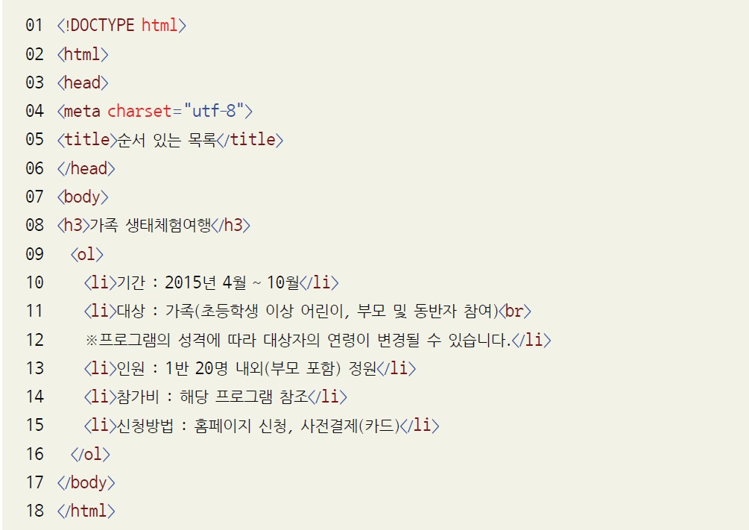 01 <!DOCTYPE html>
02 <html>
03 <head>
04 <meta charset="utf-8">
05 <title>순서 있는 목록</title>
06 </head>
07 <body>
08 <h3>가족 생태체험여행</h3>
09 <ol>
10 <li>기간 : 2015년 4월 ~ 10월</li>
11 <li>대상 : 가족(초등학생 이상 어린이, 부모 및 동반자 참여)<br>
12 ※프로그램의 성격에 따라 대상자의 연령이 변경될 수 있습니다.</li>
13 <li>인원 : 1반 20명 내외(부모 포함) 정원</li>
14 <li>참가비 : 해당 프로그램 참조</li>
15 <li>신청방법 : 홈페이지 신청, 사전결제(카드)</li>
16 </ol>
17 </body>
18 </html>